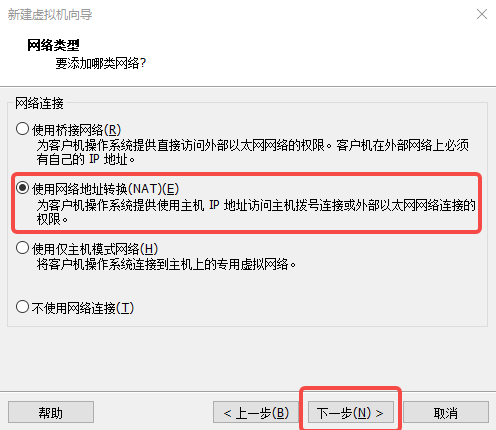 新建虚拟机向导
网络类型
要添加哪类网络?
网络连接
使用桥接网络(R)
为客户机操作系统提供直接访问外部以太网网络的权限。客户机在外部网络上必须
有自己的 IP 地址。
使用网络地址转换(NAT)(E)
为客户机操作系统提供使用主机 IP 地址访问主机拨号连接或外部以太网网络连接的
权限。
使用仅主机模式网络(H)
将客户机操作系统连接到主机上的专用虚拟网络。
不使用网络连接(T)
帮助
< 上一步(B)
下一步(N) >
取消